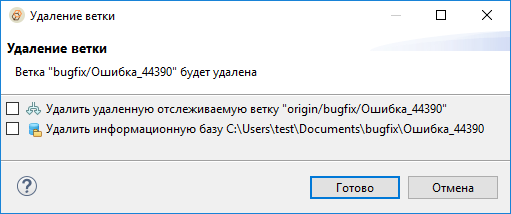 Удаление ветки
Удаление ветки
Ветка "bugfix/Ошибка_44390" будет удалена
Удалить удаленную отслеживаемую ветку "origin/bugfix/Ошибка_44390"
Удалить информационную базу C:\Users\test\Documents\bugfix\Ошибка_44390
?
Готово
Отмена